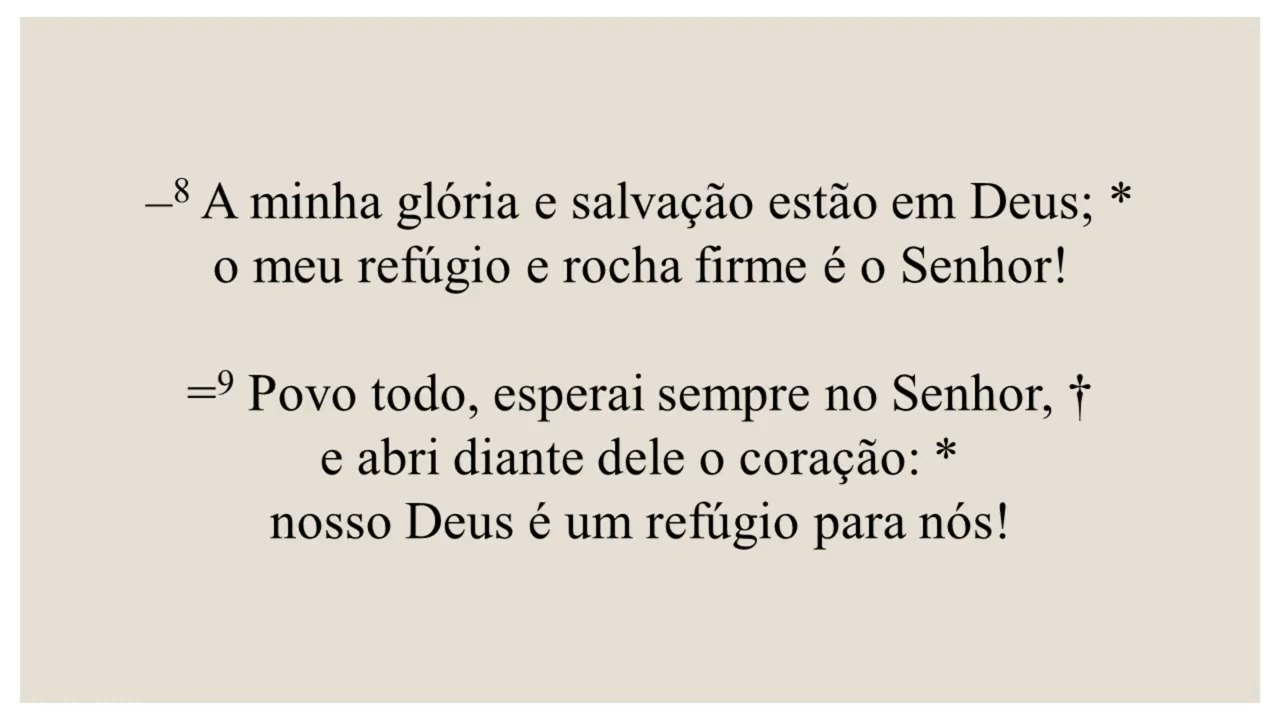 –⁸ A minha glória e salvação estão em Deus; *
o meu refúgio e rocha firme é o Senhor!
=⁹ Povo todo, esperai sempre no Senhor, †
e abri diante dele o coração: *
nosso Deus é um refúgio para nós!